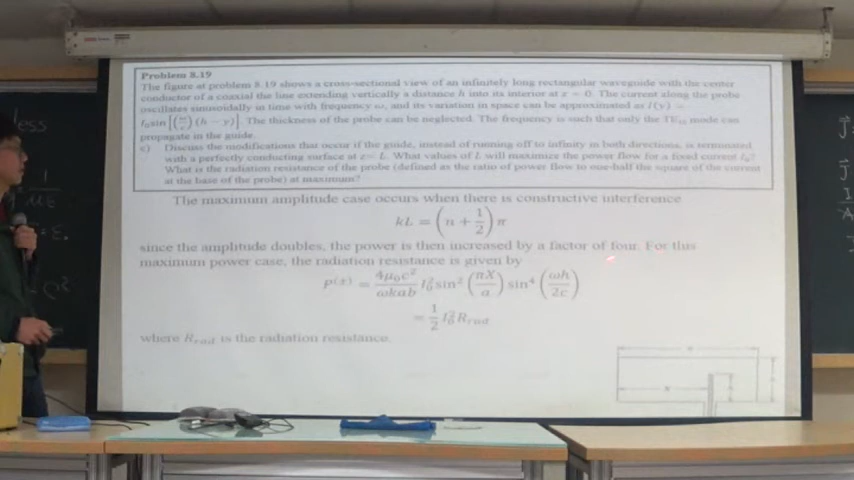 Problem 8.19
The figure at problem 8.19 shows a cross-sectional view of an infinitely long rectangular waveguide with the center
conductor of a coaxial the line extending vertically a distance h into its interior at z = 0. The current along the probe
oscillates sinusoidally in time with frequency ω, and its variation in space can be approximated as I(y) =
I₀sin[(ω/c)(h − y)]. The thickness of the probe can be neglected. The frequency is such that only the TE₁₀ mode can
propagate in the guide.
c) Discuss the modifications that occur if the guide, instead of running off to infinity in both directions, is terminated
with a perfectly conducting surface at z= L. What values of L will maximize the power flow for a fixed current I₀?
What is the radiation resistance of the probe (defined as the ratio of power flow to one-half the square of the current
at the base of the probe) at maximum?
The maximum amplitude case occurs when there is constructive interference
kL = (n + 1/2) π
since the amplitude doubles, the power is then increased by a factor of four. For this
maximum power case, the radiation resistance is given by
P(±) = 4μ₀c²/ωkab I₀² sin² (πX/a) sin⁴ (ωh/2c)
= 1/2 I₀² R_rad
where R_rad is the radiation resistance.